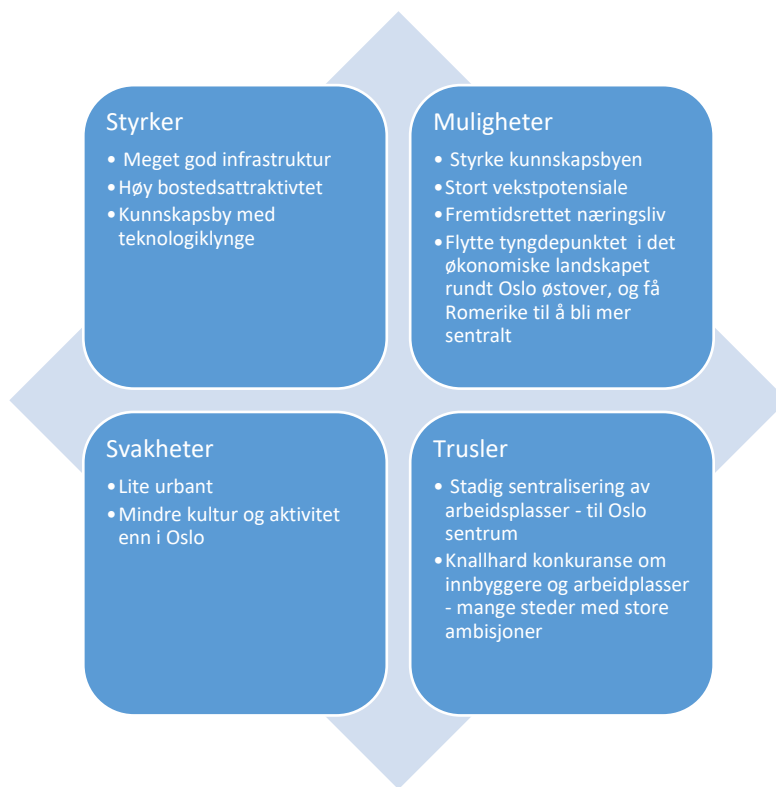 Styrker
• Meget god infrastruktur
• Høy bostedsattraktivtet
• Kunnskapsby med
teknologiklynge
Muligheter
• Styrke kunnskapsbyen
• Stort vekstpotensiale
• Fremtidsrettet næringsliv
• Flytte tyngdepunktet i det
økonomiske landskapet
rundt Oslo østover, og få
Romerike til å bli mer
sentralt
Svakheter
• Lite urbant
• Mindre kultur og aktivitet
enn i Oslo
Trusler
• Stadig sentralisering av
arbeidsplasser - til Oslo
sentrum
• Knallhard konkuranse om
innbyggere og arbeidplasser
- mange steder med store
ambisjoner